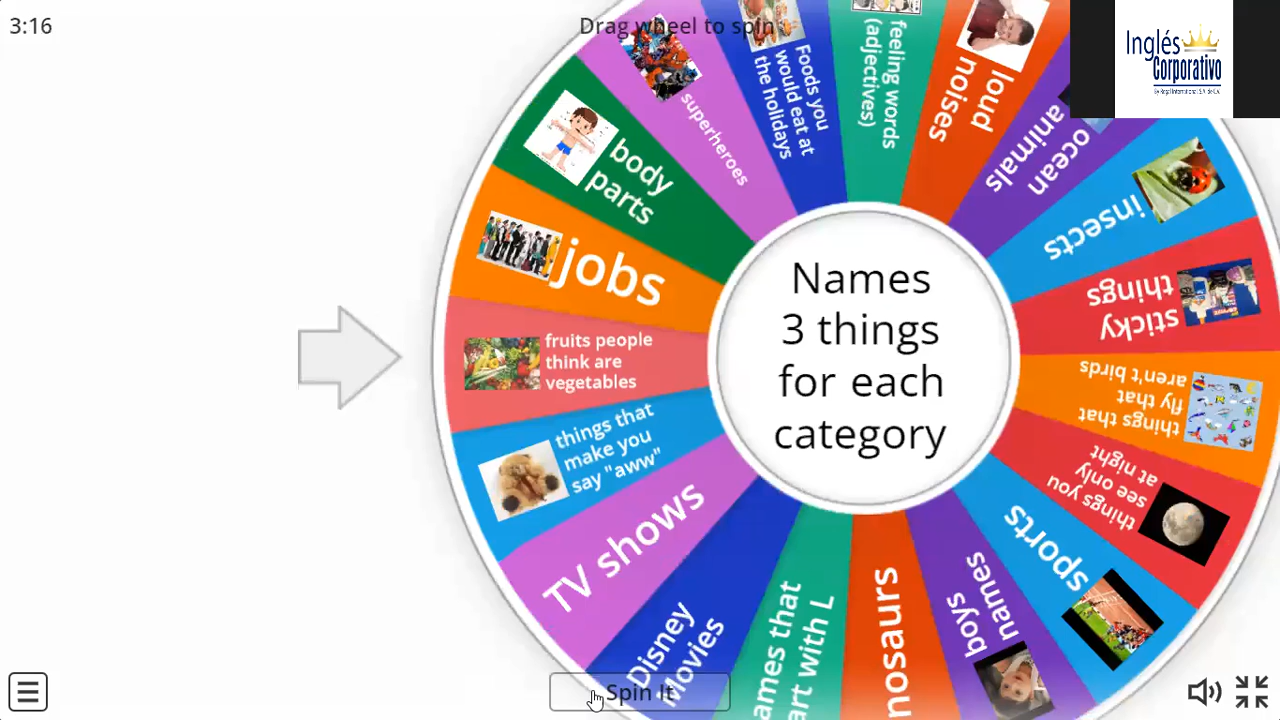 3:16
Drag wheel to spin
Inglés
Corporativo
superheroes
Foods you
would eat at
the holidays
feeling words
(adjectives)
loud
noises
ocean
animals
insects
sticky
things
things that
fly that
aren't birds
things you
see only
at night
sports
boys
names
nosaurs
ames that
art with L
Disney
Movies
TV shows
things that
make you
say "aww"
fruits people
think are
vegetables
jobs
body
parts
Names
3 things
for each
category
Spin It